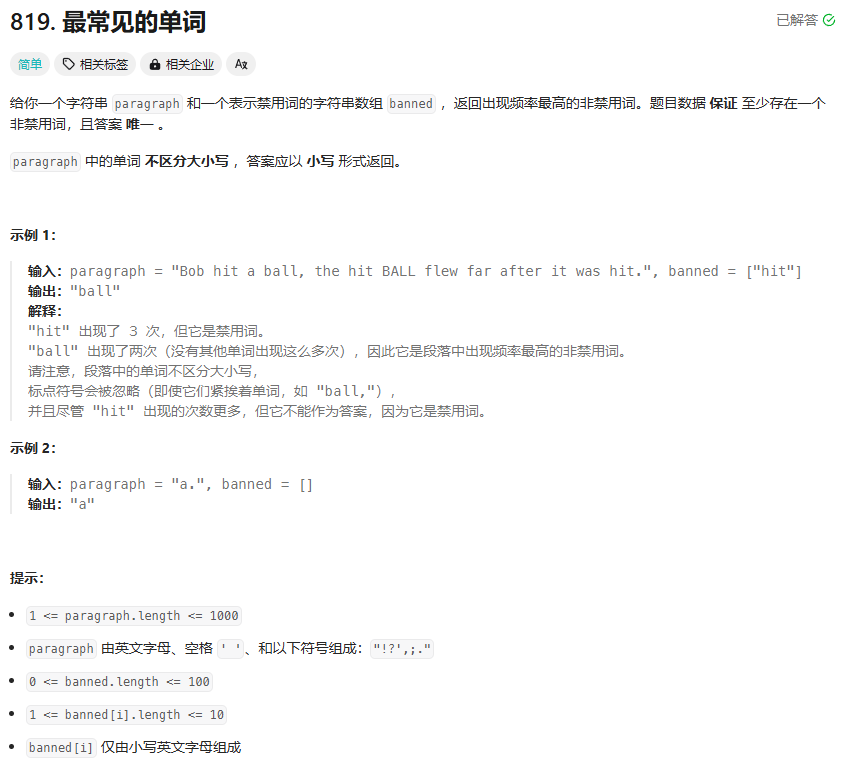 819. 最常见的单词
已解答
简单
相关标签
相关企业
Aꭗ
给你一个字符串 paragraph 和一个表示禁用词的字符串数组 banned ，返回出现频率最高的非禁用词。题目数据 保证 至少存在一个
非禁用词，且答案 唯一 。
paragraph 中的单词 不区分大小写 ，答案应以 小写 形式返回。
示例 1：
输入：paragraph = "Bob hit a ball, the hit BALL flew far after it was hit.", banned = ["hit"]
输出："ball"
解释：
"hit" 出现了 3 次，但它是禁用词。
"ball" 出现了两次（没有其他单词出现这么多次），因此它是段落中出现频率最高的非禁用词。
请注意，段落中的单词不区分大小写，
标点符号会被忽略（即使它们紧挨着单词，如 "ball,"），
并且尽管 "hit" 出现的次数更多，但它不能作为答案，因为它是禁用词。
示例 2：
输入：paragraph = "a.", banned = []
输出："a"
提示：
1 <= paragraph.length <= 1000
paragraph 由英文字母、空格 ' '、和以下符号组成："!?',;."
0 <= banned.length <= 100
1 <= banned[i].length <= 10
banned[i] 仅由小写英文字母组成